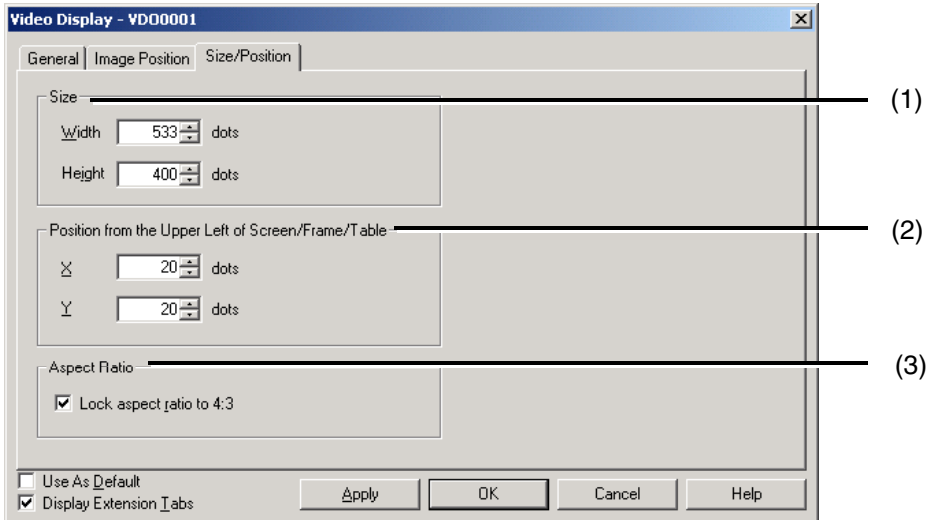 Video Display - VDO0001
General Image Position Size/Position
Size
(1)
Width 533 dots
Height 400 dots
Position from the Upper Left of Screen/Frame/Table
(2)
X 20 dots
Y 20 dots
Aspect Ratio
(3)
Lock aspect ratio to 4:3
Use As Default
Display Extension Tabs
Apply OK Cancel Help